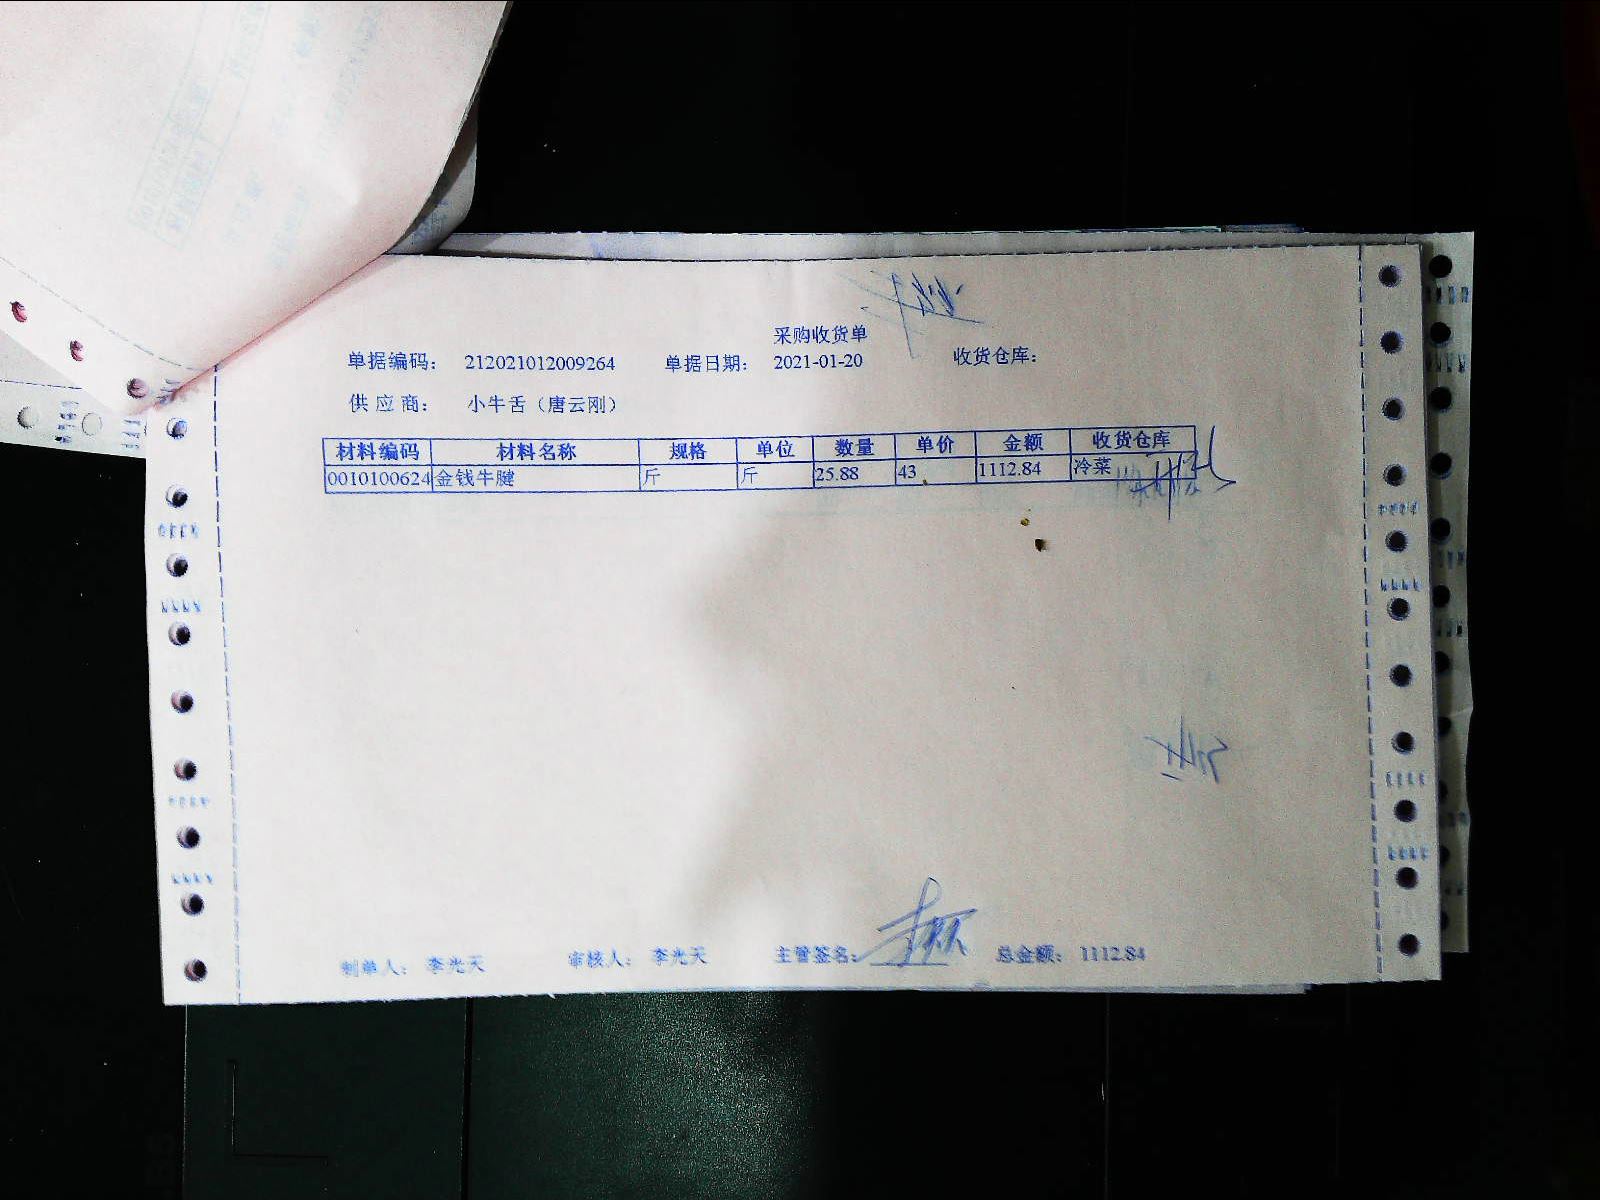 采购收货单
单据编码: 212021012009264 单据日期: 2021-01-20 收货仓库:
供应商: 小牛舌（唐云刚）
材料编码 材料名称 规格 单位 数量 单价 金额 收货仓库
0010100624 金钱牛腱 斤 斤 25.88 43 1112.84 冷菜
制单人: 李光天 审核人: 李光天 主管签名: 总金额: 1112.84